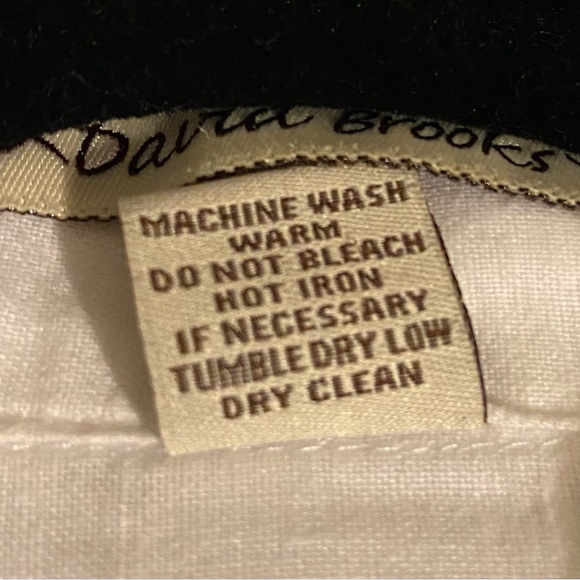 David Brooks
MACHINE WASH
WARM
DO NOT BLEACH
HOT IRON
IF NECESSARY
TUMBLE DRY LOW
DRY CLEAN